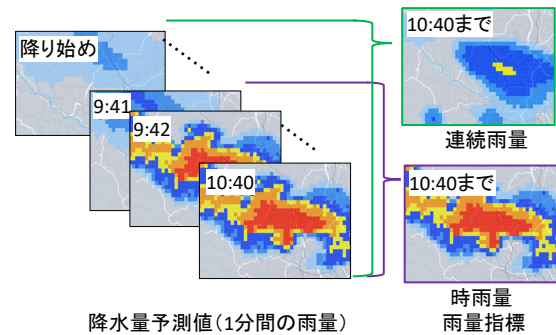 降り始め
9:41
9:42
10:40
降水量予測値(1分間の雨量)
10:40まで
連続雨量
10:40まで
時雨量
雨量指標